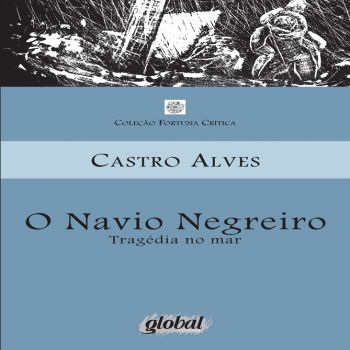 Coleção Fortuna Crítica
Castro Alves
O Navio Negreiro
Tragédia no mar
global